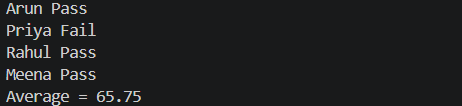 Arun Pass
Priya Fail
Rahul Pass
Meena Pass
Average = 65.75